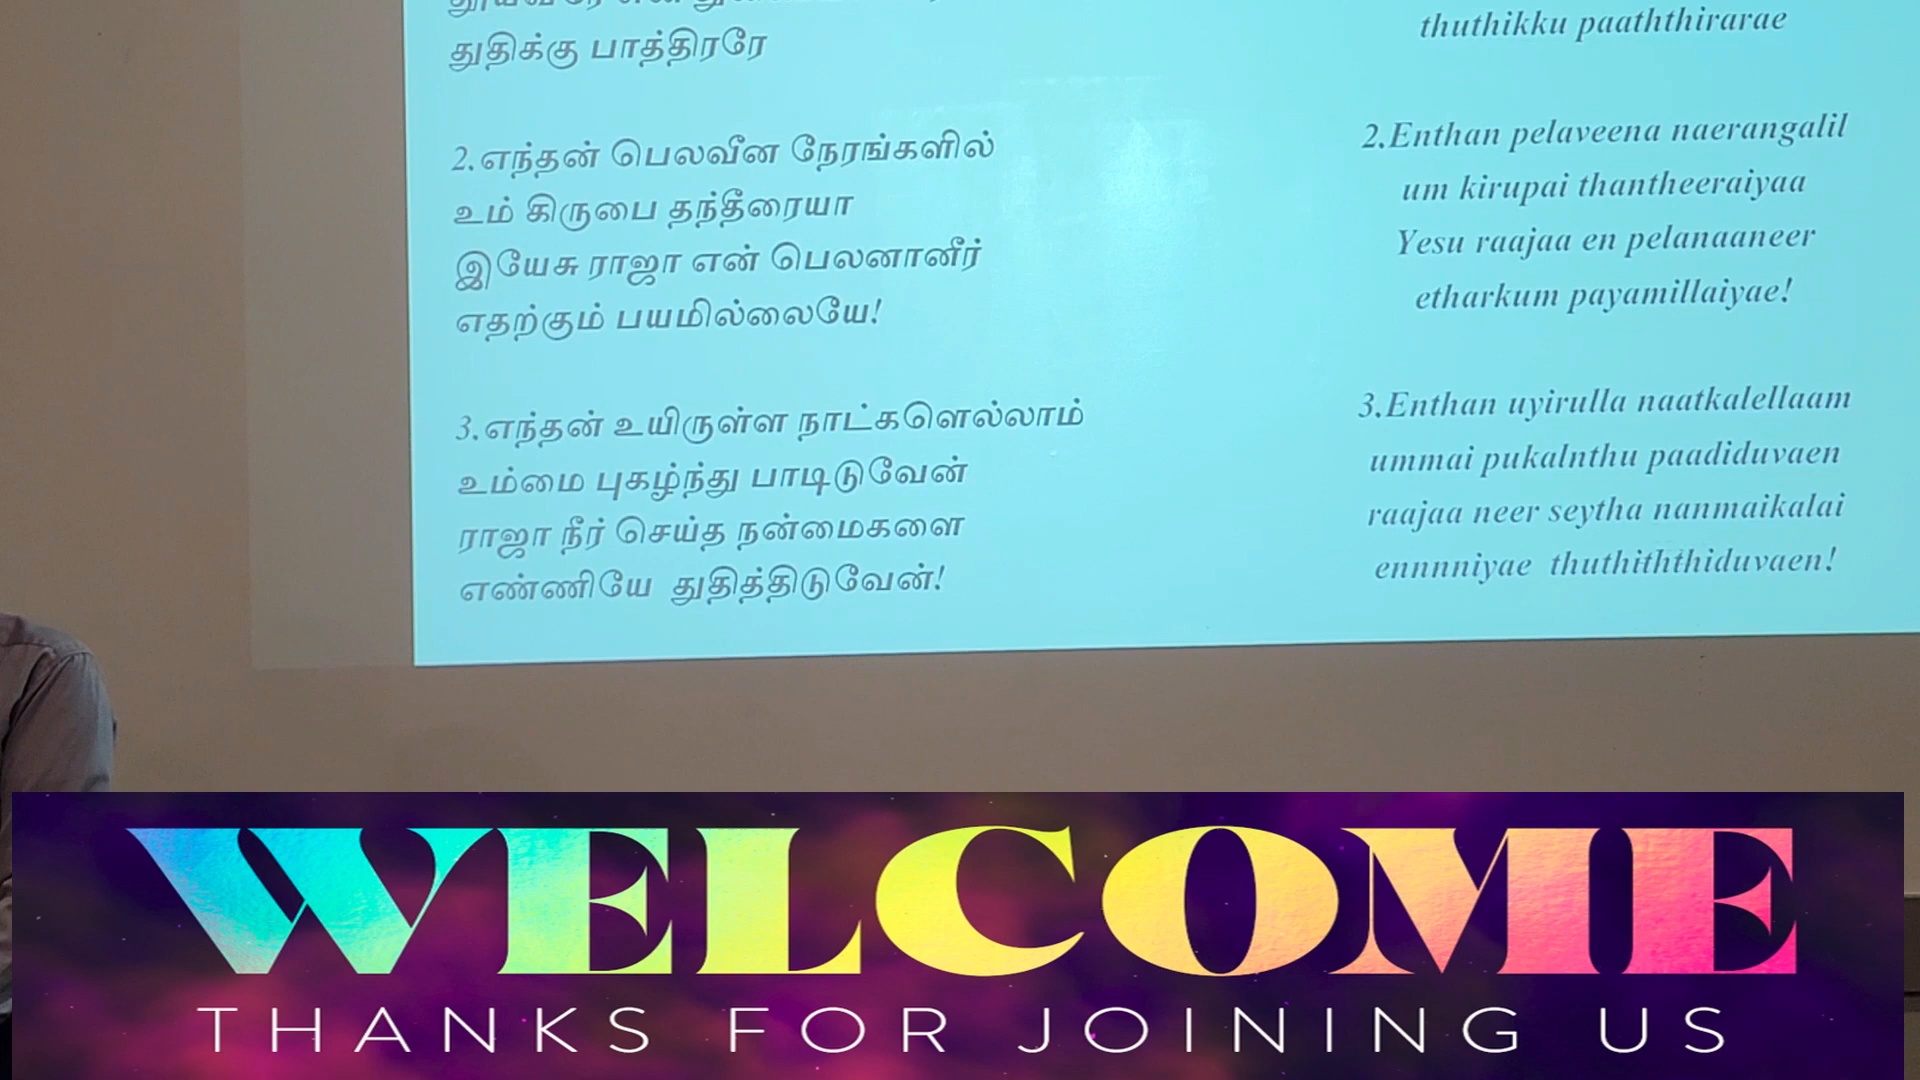 துதிக்கு பாத்திரரே
2.எந்தன் பெலவீன நேரங்களில்
உம் கிருபை தந்தீரையா
இயேசு ராஜா என் பெலனானீர்
எதற்கும் பயமில்லையே!
3.எந்தன் உயிருள்ள நாட்களெல்லாம்
உம்மை புகழ்ந்து பாடிடுவேன்
ராஜா நீர் செய்த நன்மைகளை
எண்ணியே துதித்திடுவேன்!
thuthikku paaththirarae
2.Enthan pelaveena naerangalil
um kirupai thantheeraiyaa
Yesu raajaa en pelanaaneer
etharkum payamillaiyae!
3.Enthan uyirulla naatkalellaam
ummai pukalnthu paadiduvaen
raajaa neer seytha nanmaikalai
ennnniyae thuthiththiduvaen!
WELCOME
THANKS FOR JOINING US